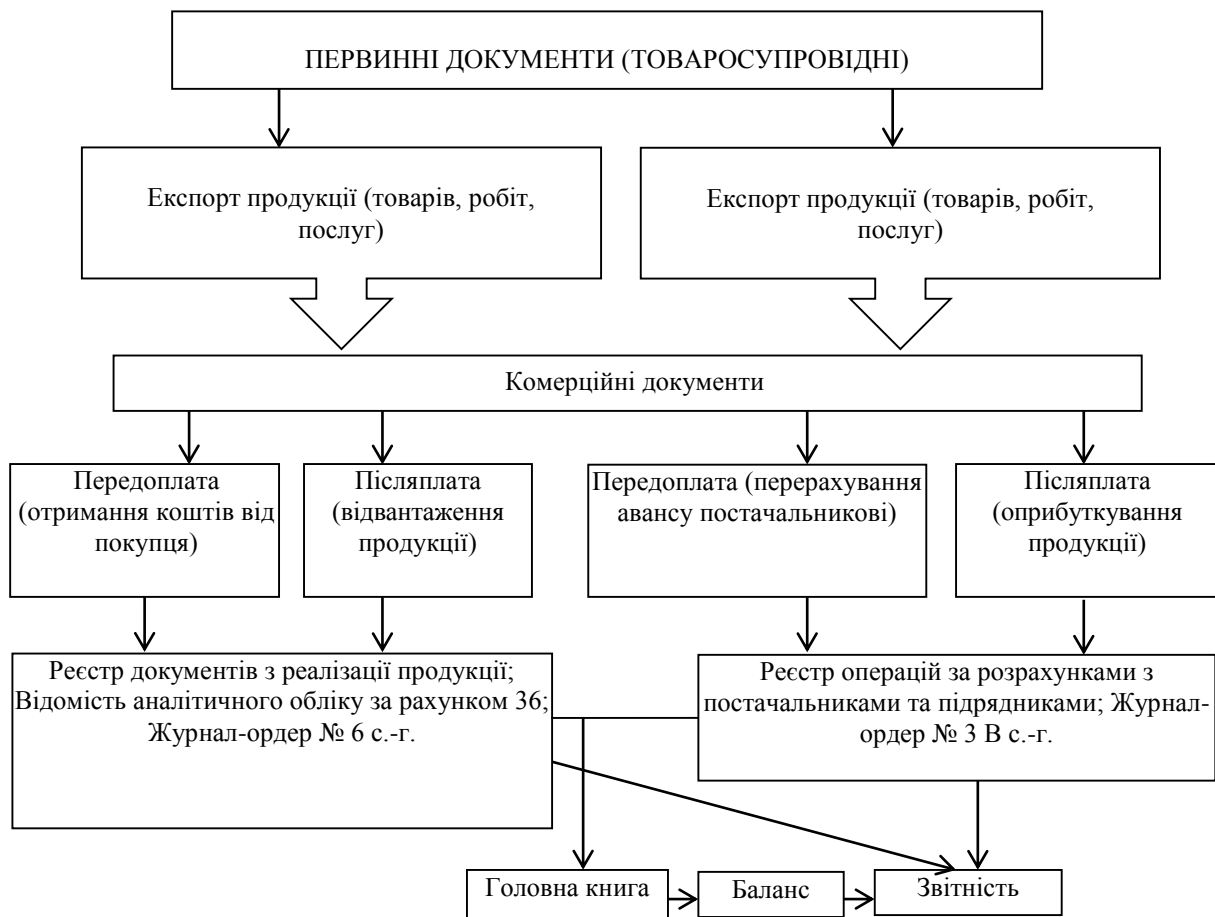 ПЕРВИННІ ДОКУМЕНТИ (ТОВАРОСУПРОВІДНІ)
Експорт продукції (товарів, робіт,
послуг)
Експорт продукції (товарів, робіт,
послуг)
Комерційні документи
Передоплата
(отримання коштів від
покупця)
Післяплата
(відвантаження
продукції)
Передоплата (перерахування
авансу постачальникові)
Післяплата
(оприбуткування
продукції)
Реєстр документів з реалізації продукції;
Відомість аналітичного обліку за рахунком 36;
Журнал-ордер № 6 с.-г.
Реєстр операцій за розрахунками з
постачальниками та підрядниками; Журнал-
ордер № 3 В с.-г.
Головна книга
Баланс
Звітність